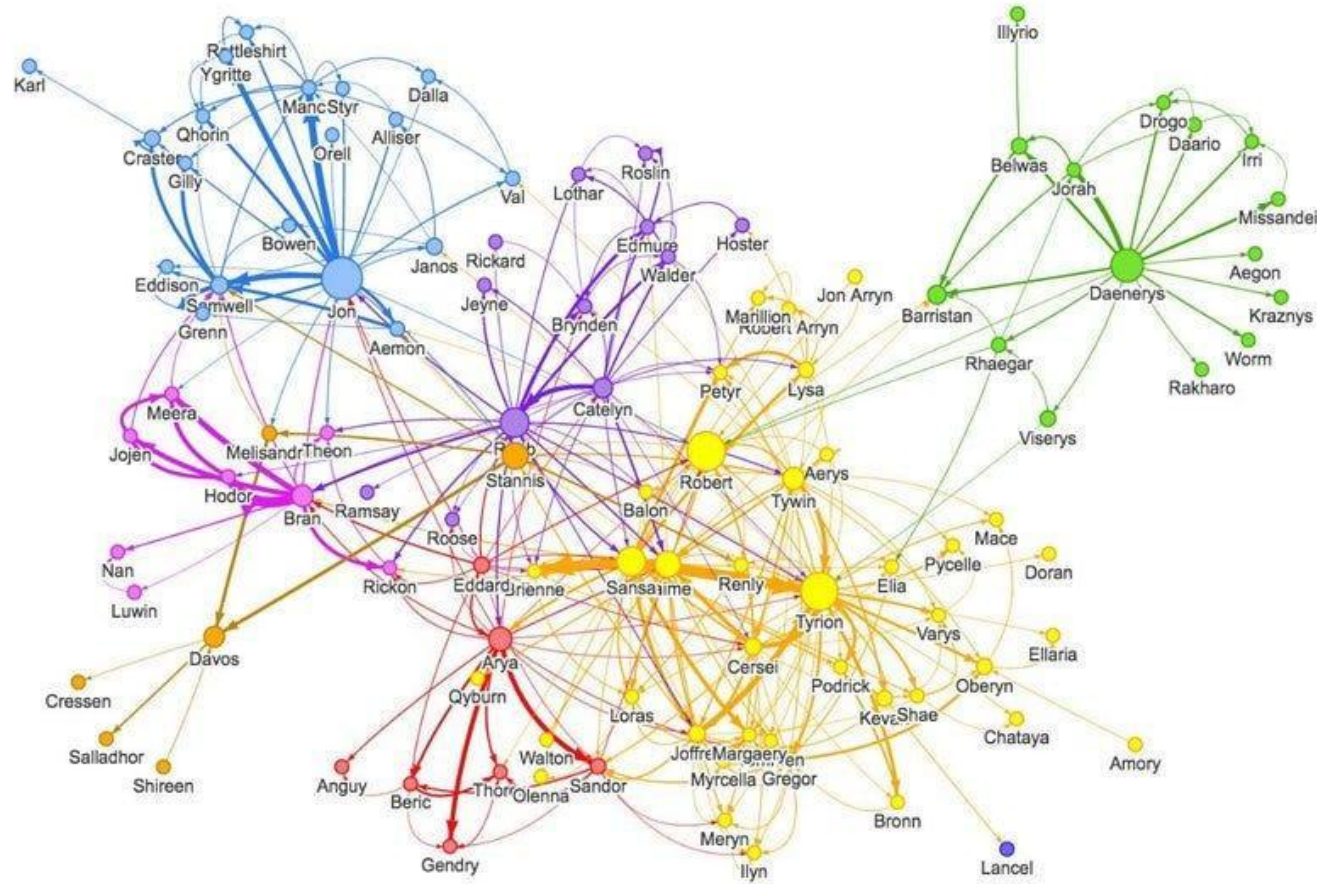 Illyrio
Karl
Rattleshirt
Ygritte
Styr
Dalla
Qhorin
Alliser
Orell
Craster
Gilly
Val
Bowen
Janos
Eddison
Samwell
Jon
Grenn
Aemon
Lothar
Roslin
Edmure
Hoster
Rickard
Walder
Jeyne
Brynden
Catelyn
Drogo
Daario
Irri
Belwas
Jorah
Missandei
Aegon
Daenerys
Kraznys
Barristan
Worm
Rhaegar
Rakharo
Viserys
Jon Arryn
Marillion
Robert Arryn
Petyr
Lysa
Meera
Jojen
Melisandr
Theon
Stannis
Robert
Aerys
Tywin
Hodor
Bran
Ramsay
Balon
Roose
Mace
Pycelle
Doran
Nan
Luwin
Rickon
Eddard
Brienne
Sansa
Renly
Elia
Tyrion
Varys
Ellaria
Davos
Arya
Cersei
Podrick
Oberyn
Cressen
Qyburn
Loras
Shae
Chataya
Salladhor
Shireen
Walton
Joffre
Margaery
Amory
Anguy
Beric
Olenna
Sandor
Myrcella
Gregor
Bronn
Gendry
Meryn
Ilyn
Lancel